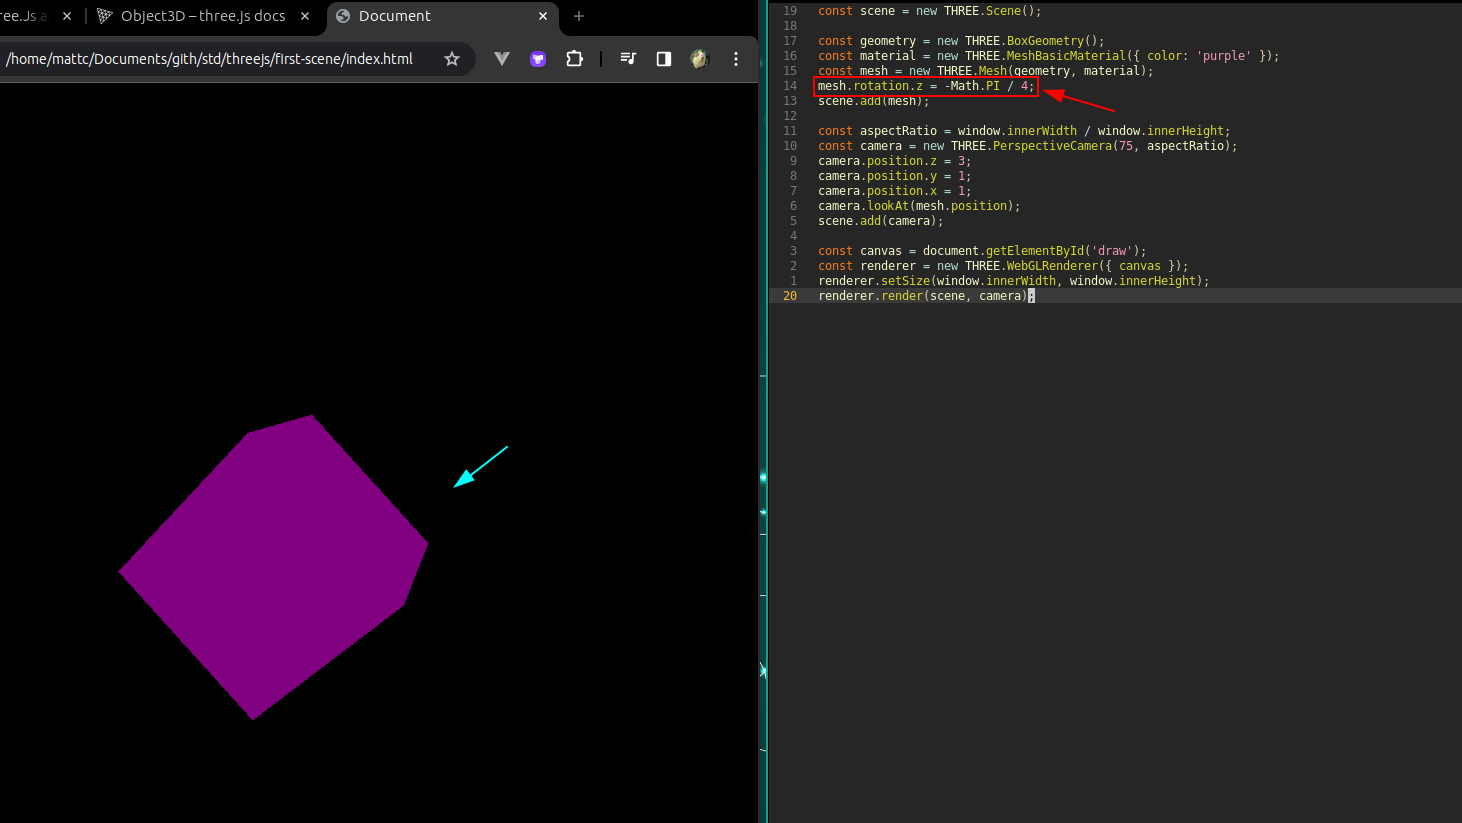 ree.Js a
Object3D – three.js docs
Document
/home/mattc/Documents/gith/std/threejs/first-scene/index.html
19 const scene = new THREE.Scene();
18
17 const geometry = new THREE.BoxGeometry();
16 const material = new THREE.MeshBasicMaterial({ color: 'purple' });
15 const mesh = new THREE.Mesh(geometry, material);
14 mesh.rotation.z = -Math.PI / 4;
13 scene.add(mesh);
12
11 const aspectRatio = window.innerWidth / window.innerHeight;
10 const camera = new THREE.PerspectiveCamera(75, aspectRatio);
9 camera.position.z = 3;
8 camera.position.y = 1;
7 camera.position.x = 1;
6 camera.lookAt(mesh.position);
5 scene.add(camera);
4
3 const canvas = document.getElementById('draw');
2 const renderer = new THREE.WebGLRenderer({ canvas });
1 renderer.setSize(window.innerWidth, window.innerHeight);
20 renderer.render(scene, camera);